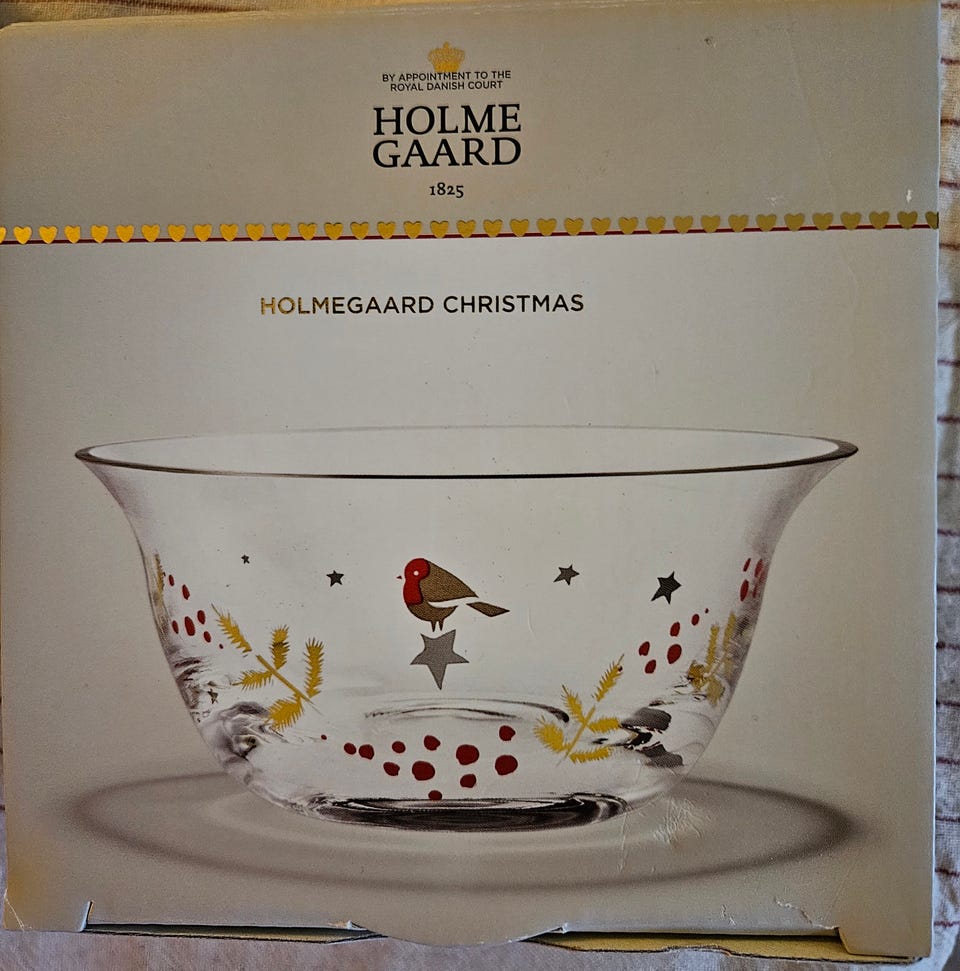 BY APPOINTMENT TO THE
ROYAL DANISH COURT
HOLME
GAARD
1825
HOLMEGAARD CHRISTMAS